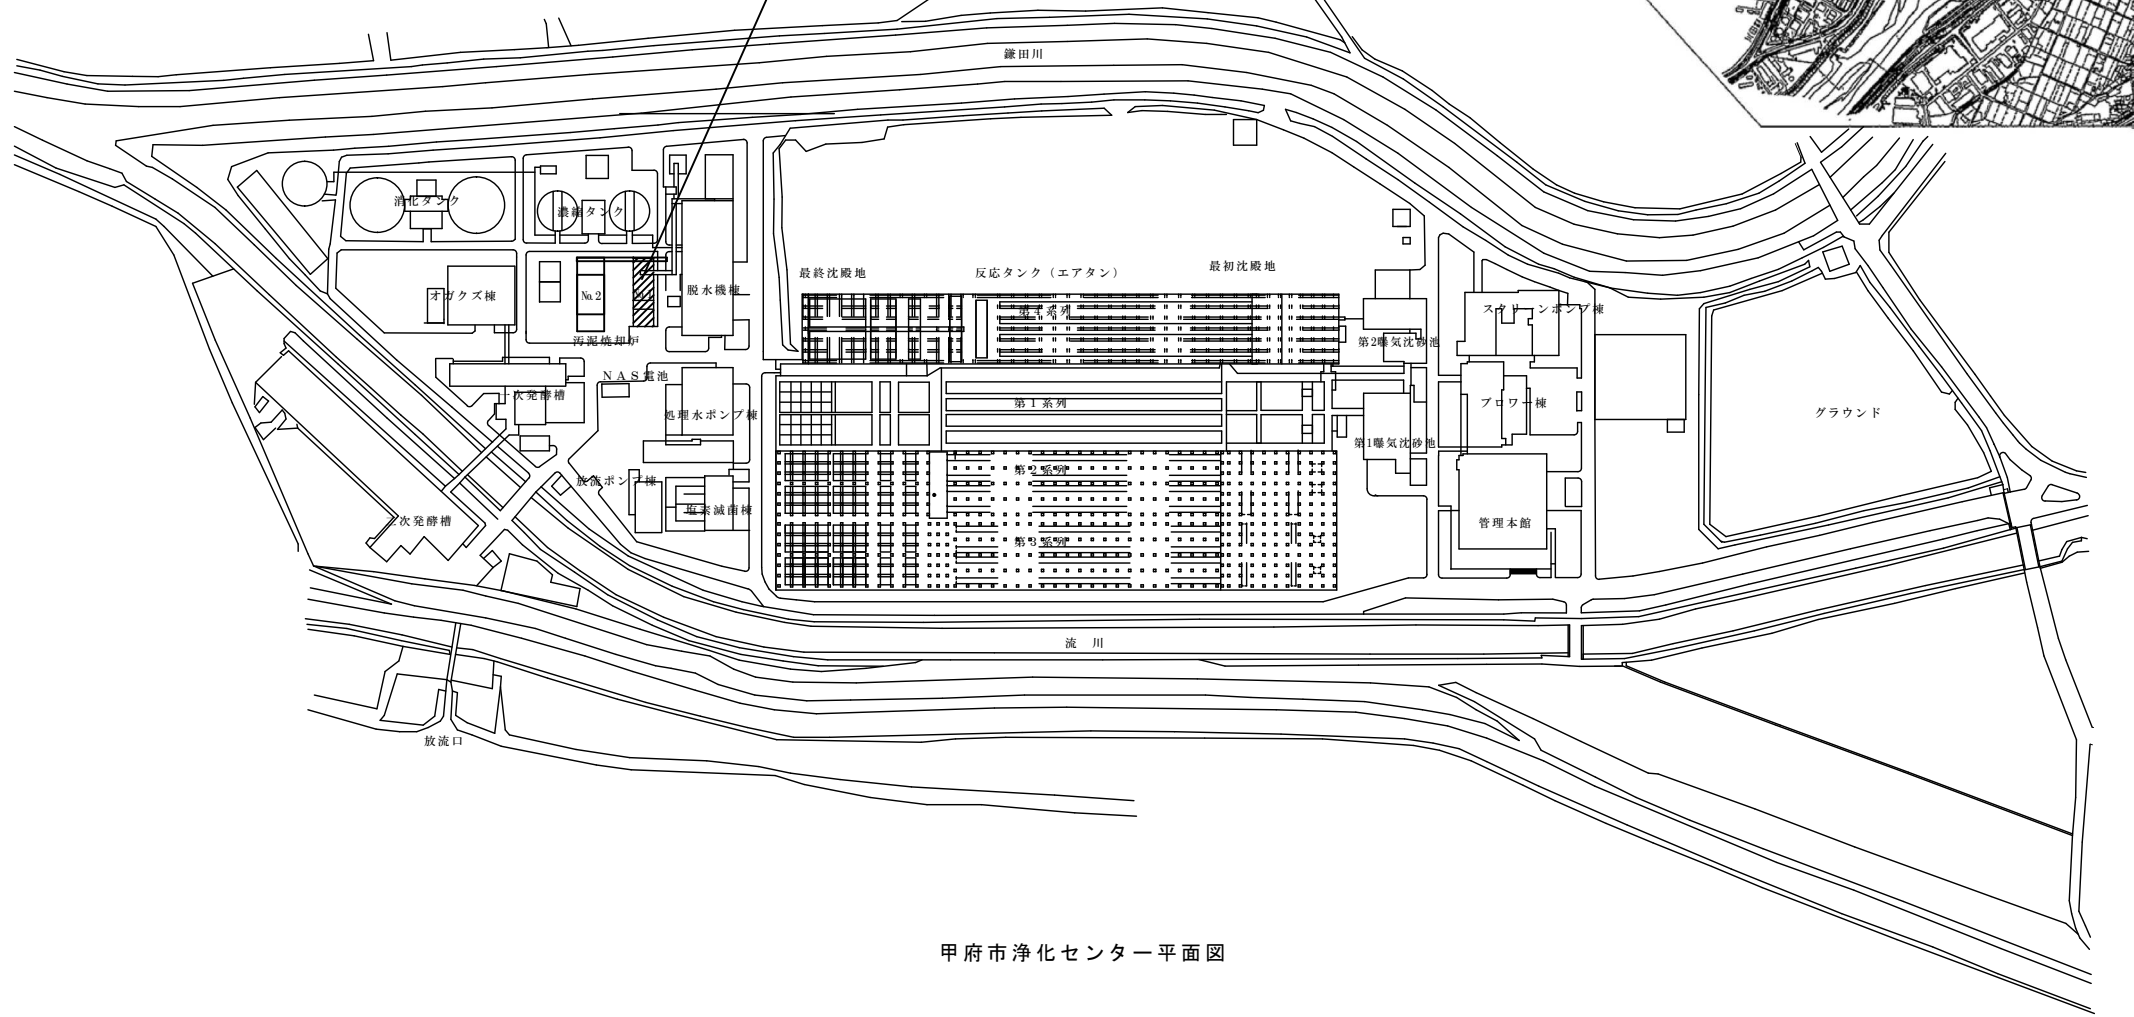 鎌田川
消化タンク
濃縮タンク
最終沈殿地
反応タンク（エアタン）
最初沈殿地
オガクズ棟
№2
脱水機棟
第４系列
スクリーンポンプ棟
汚泥焼却炉
第2曝気沈砂池
ＮＡＳ電池
一次発酵槽
第１系列
ブロワー棟
処理水ポンプ棟
グラウンド
第1曝気沈砂池
第２系列
放流ポンプ棟
塩素滅菌棟
二次発酵槽
管理本館
第３系列
流　川
放流口
甲府市浄化センター平面図